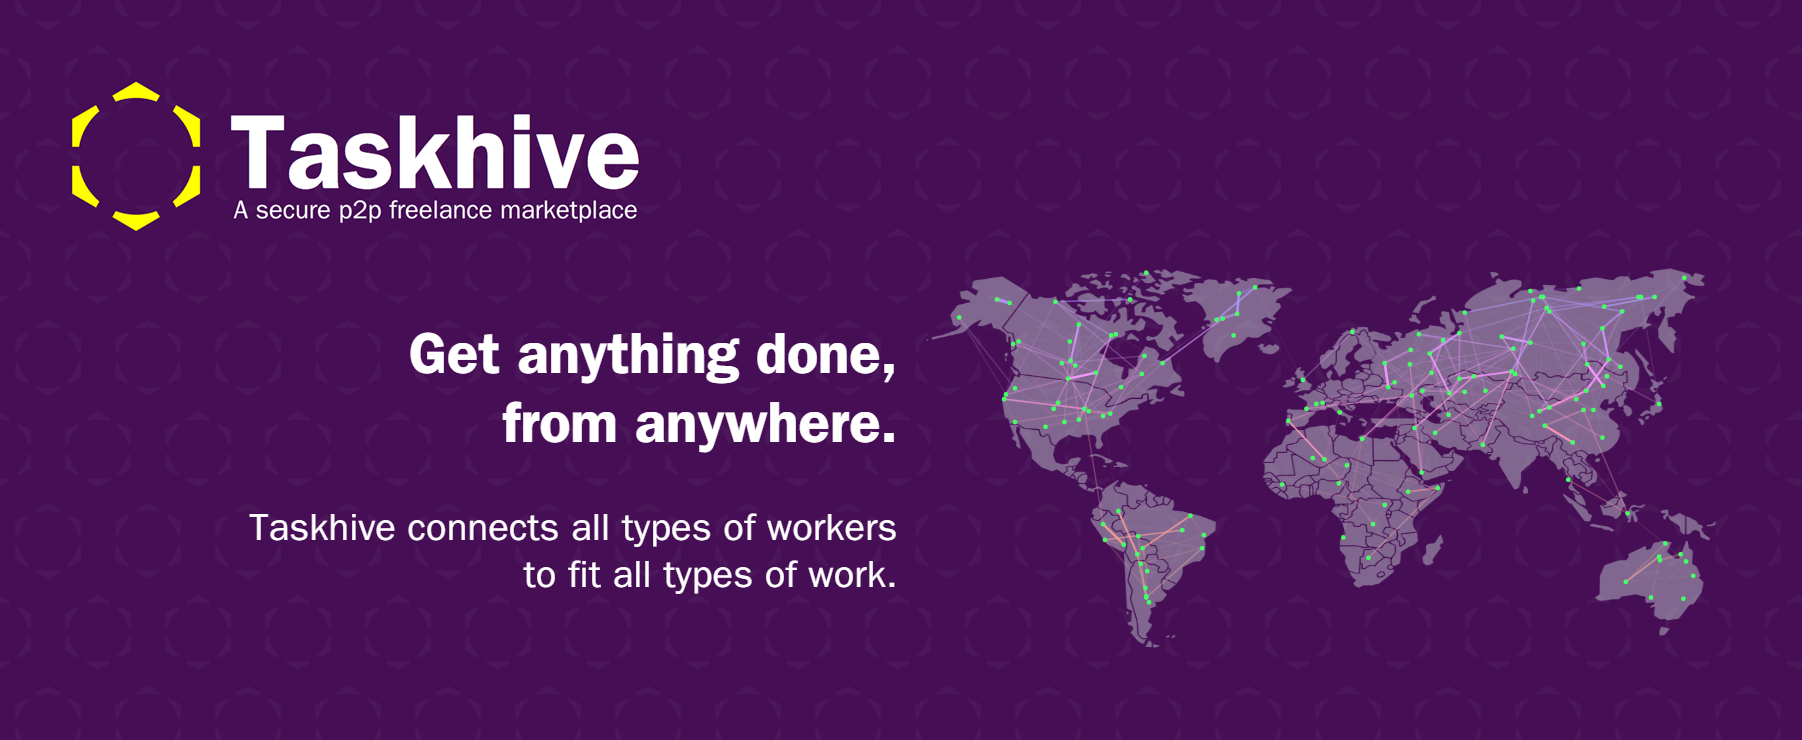 Taskhive
A secure p2p freelance marketplace
Get anything done,
from anywhere.
Taskhive connects all types of workers
to fit all types of work.